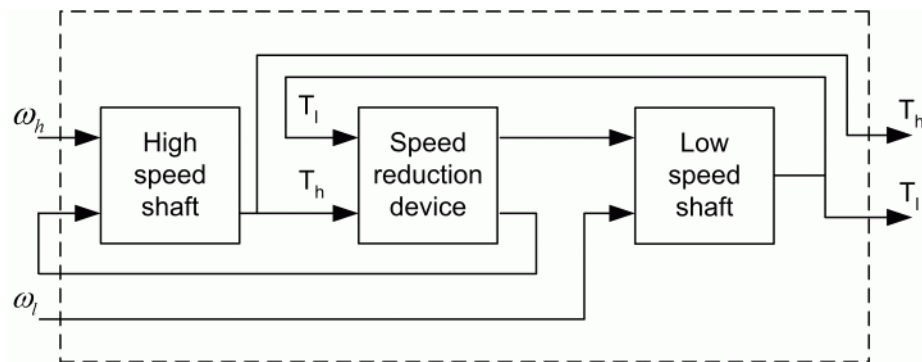 ω_h
High
speed
shaft
T_l
T_h
Speed
reduction
device
Low
speed
shaft
T_h
T_l
ω_l